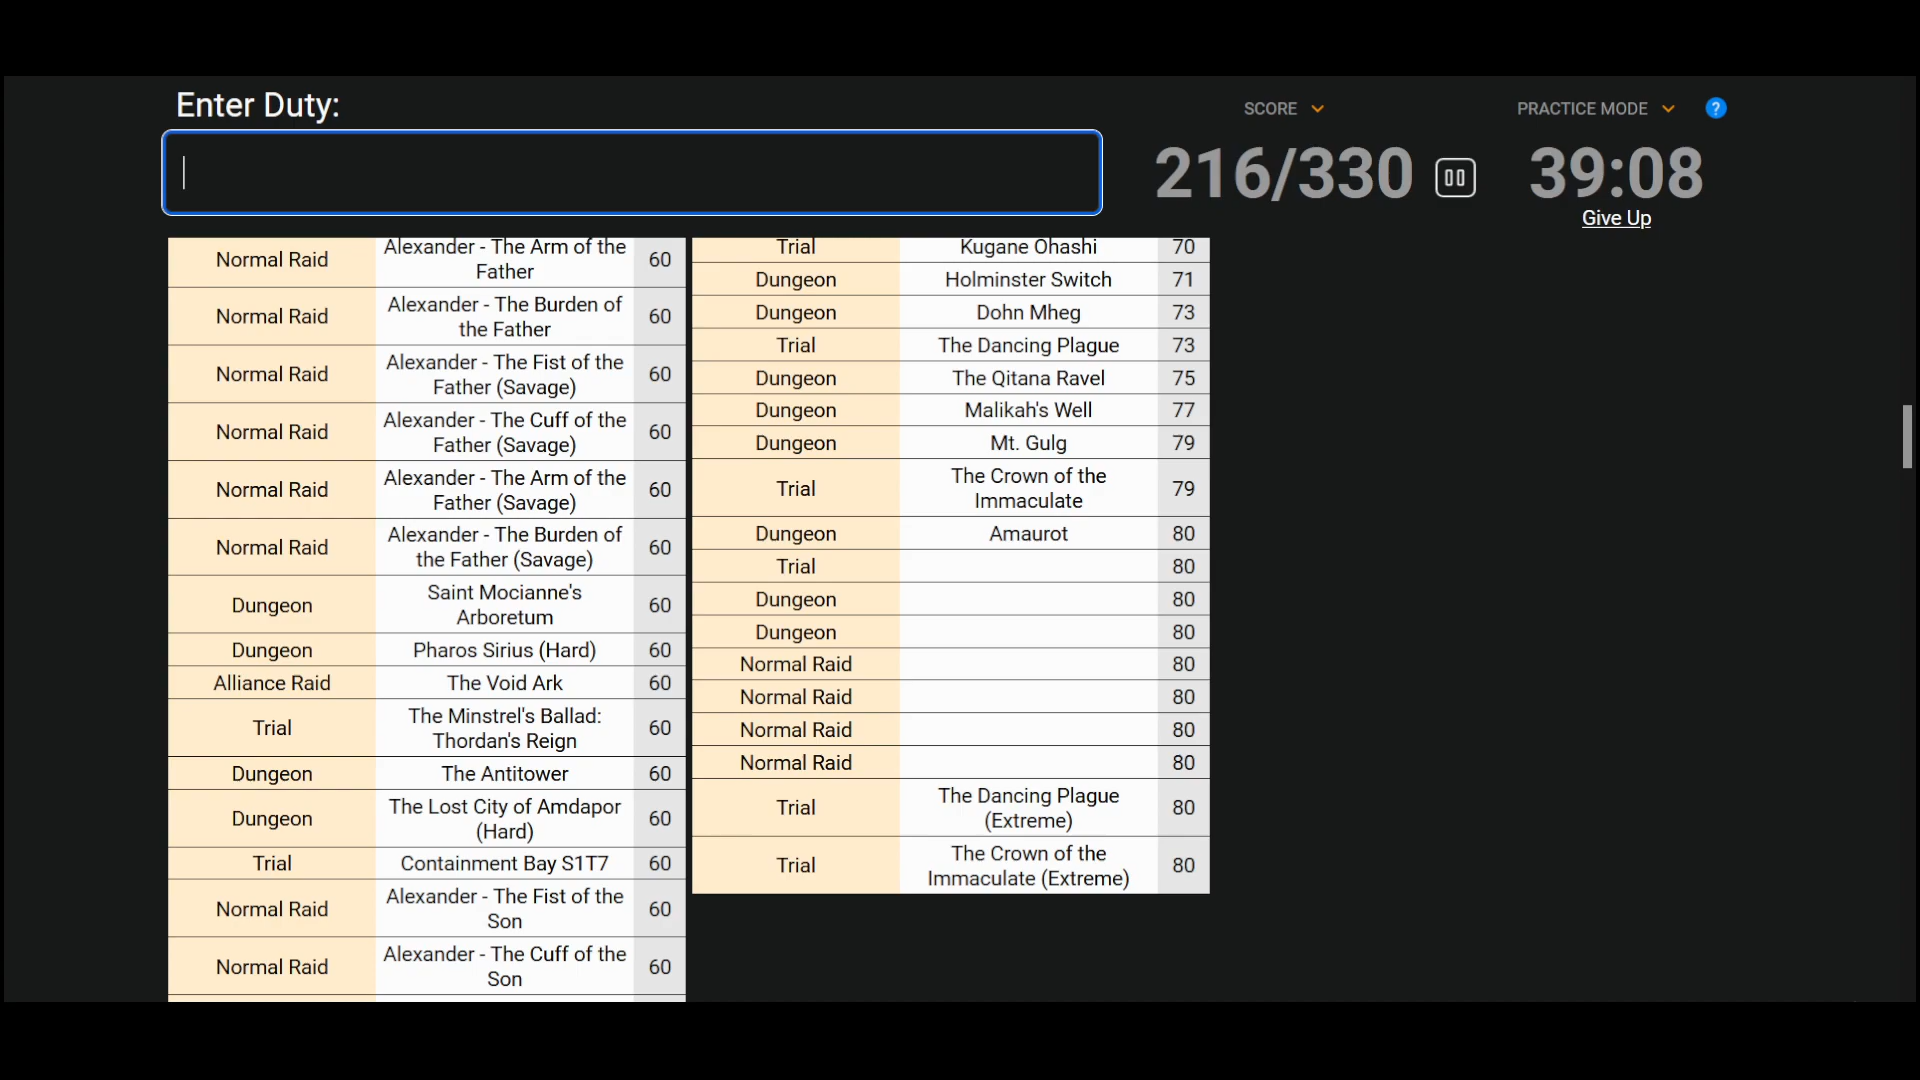 Enter Duty:
SCORE
PRACTICE MODE
?
216/330
39:08
Give Up
Normal Raid
Alexander - The Arm of the
Father
60
Normal Raid
Alexander - The Burden of
the Father
60
Normal Raid
Alexander - The Fist of the
Father (Savage)
60
Normal Raid
Alexander - The Cuff of the
Father (Savage)
60
Normal Raid
Alexander - The Arm of the
Father (Savage)
60
Normal Raid
Alexander - The Burden of
the Father (Savage)
60
Dungeon
Saint Mocianne's
Arboretum
60
Dungeon
Pharos Sirius (Hard)
60
Alliance Raid
The Void Ark
60
Trial
The Minstrel's Ballad:
Thordan's Reign
60
Dungeon
The Antitower
60
Dungeon
The Lost City of Amdapor
(Hard)
60
Trial
Containment Bay S1T7
60
Normal Raid
Alexander - The Fist of the
Son
60
Normal Raid
Alexander - The Cuff of the
Son
60
Trial
Kugane Ohashi
70
Dungeon
Holminster Switch
71
Dungeon
Dohn Mheg
73
Trial
The Dancing Plague
73
Dungeon
The Qitana Ravel
75
Dungeon
Malikah's Well
77
Dungeon
Mt. Gulg
79
Trial
The Crown of the
Immaculate
79
Dungeon
Amaurot
80
Trial
80
Dungeon
80
Dungeon
80
Normal Raid
80
Normal Raid
80
Normal Raid
80
Normal Raid
80
Trial
The Dancing Plague
(Extreme)
80
Trial
The Crown of the
Immaculate (Extreme)
80